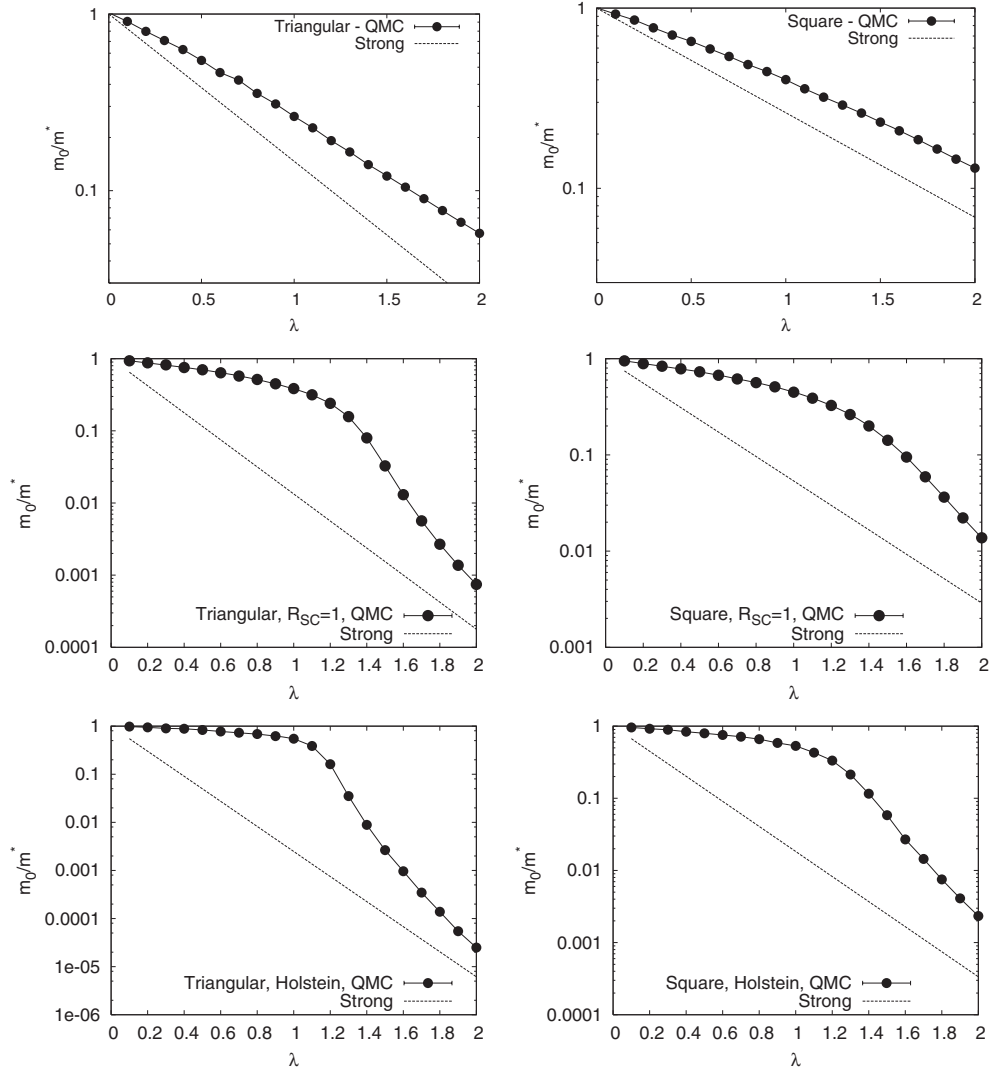 Triangular - QMC
Strong
1
0.1
m0/m*
0
0.5
1
1.5
2
λ
Square - QMC
Strong
1
0.1
m0/m*
0
0.5
1
1.5
2
λ
Triangular, RSC=1, QMC
Strong
1
0.1
0.01
0.001
0.0001
m0/m*
0 0.2 0.4 0.6 0.8 1 1.2 1.4 1.6 1.8 2
λ
Square, RSC=1, QMC
Strong
1
0.1
0.01
0.001
m0/m*
0 0.2 0.4 0.6 0.8 1 1.2 1.4 1.6 1.8 2
λ
Triangular, Holstein, QMC
Strong
1
0.1
0.01
0.001
0.0001
1e-05
1e-06
m0/m*
0 0.2 0.4 0.6 0.8 1 1.2 1.4 1.6 1.8 2
λ
Square, Holstein, QMC
Strong
1
0.1
0.01
0.001
0.0001
m0/m*
0 0.2 0.4 0.6 0.8 1 1.2 1.4 1.6 1.8 2
λ